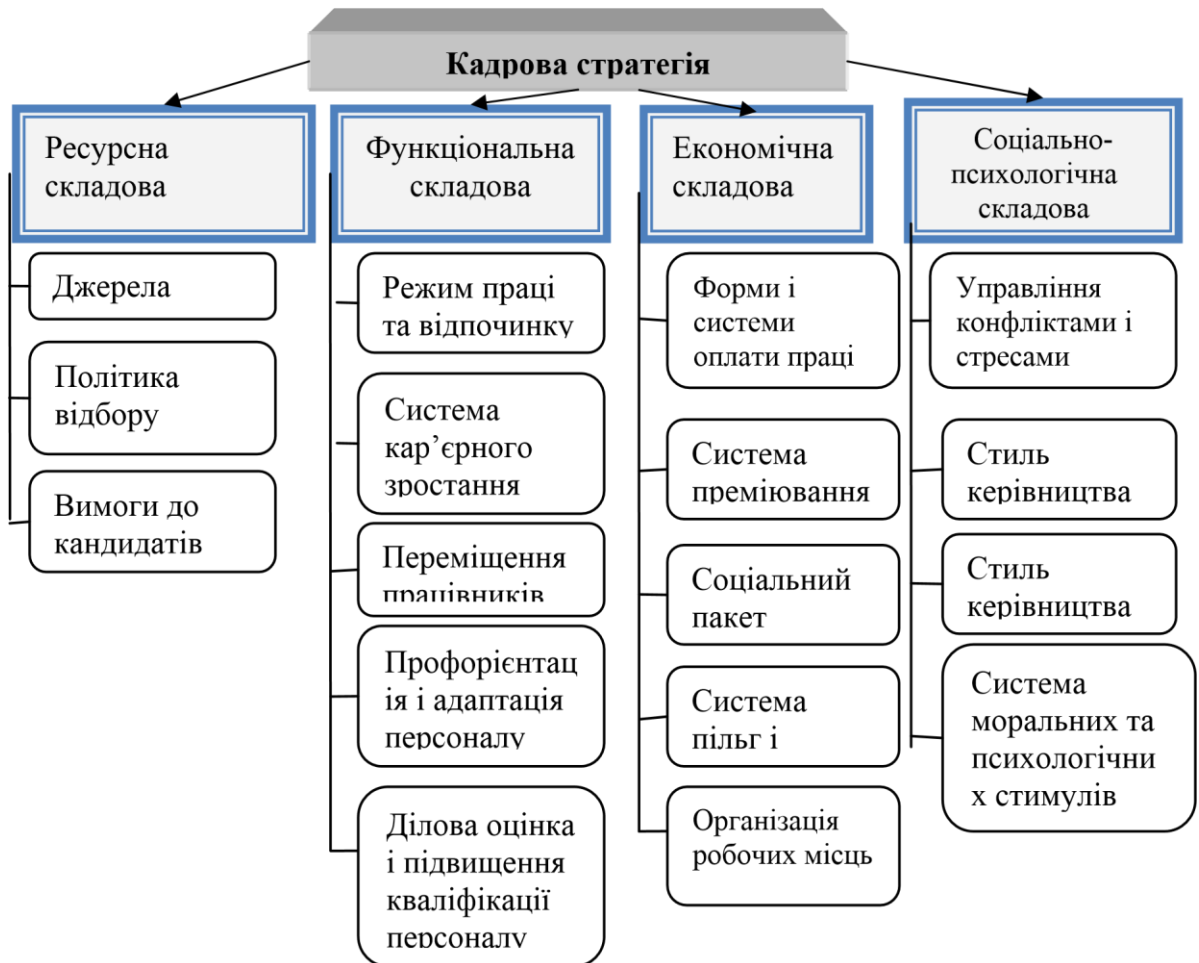 Кадрова стратегія
Ресурсна
складова
Джерела
Політика
відбору
Вимоги до
кандидатів
Функціональна
складова
Режим праці
та відпочинку
Система
кар’єрного
зростання
Переміщення
працівників
Профорієнтац
ія і адаптація
персоналу
Ділова оцінка
і підвищення
кваліфікації
персоналу
Економічна
складова
Форми і
системи
оплати праці
Система
преміювання
Соціальний
пакет
Система
пільг і
Організація
робочих місць
Соціально-
психологічна
складова
Управління
конфліктами і
стресами
Стиль
керівництва
Стиль
керівництва
Система
моральних та
психологічни
х стимулів